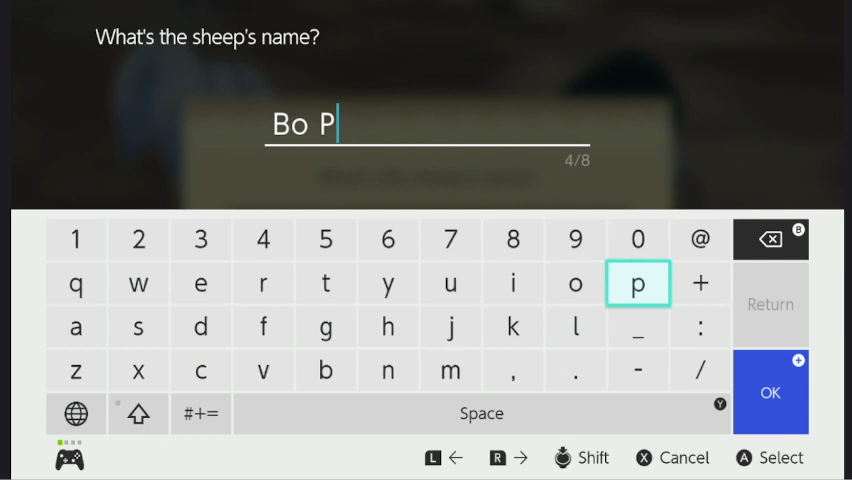 What's the sheep's name?
Bo P
4/8
1 2 3 4 5 6 7 8 9 0 @ B
q w e r t y u i o p + Return
a s d f g h j k l _ :
z x c v b n m , . - / + OK
#+= Space Y
L ← R → Shift X Cancel A Select